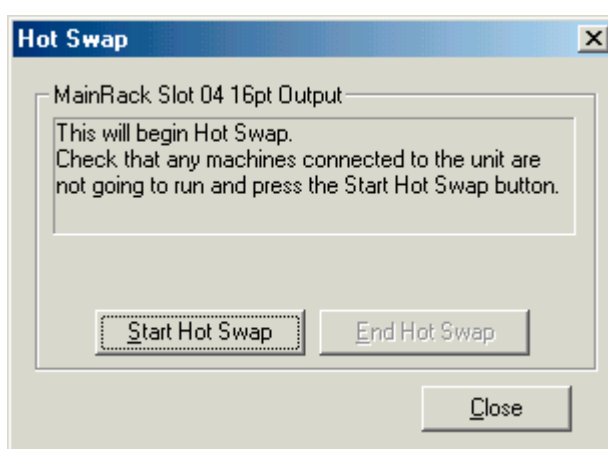 Hot Swap
MainRack Slot 04 16pt Output
This will begin Hot Swap.
Check that any machines connected to the unit are
not going to run and press the Start Hot Swap button.
Start Hot Swap
End Hot Swap
Close